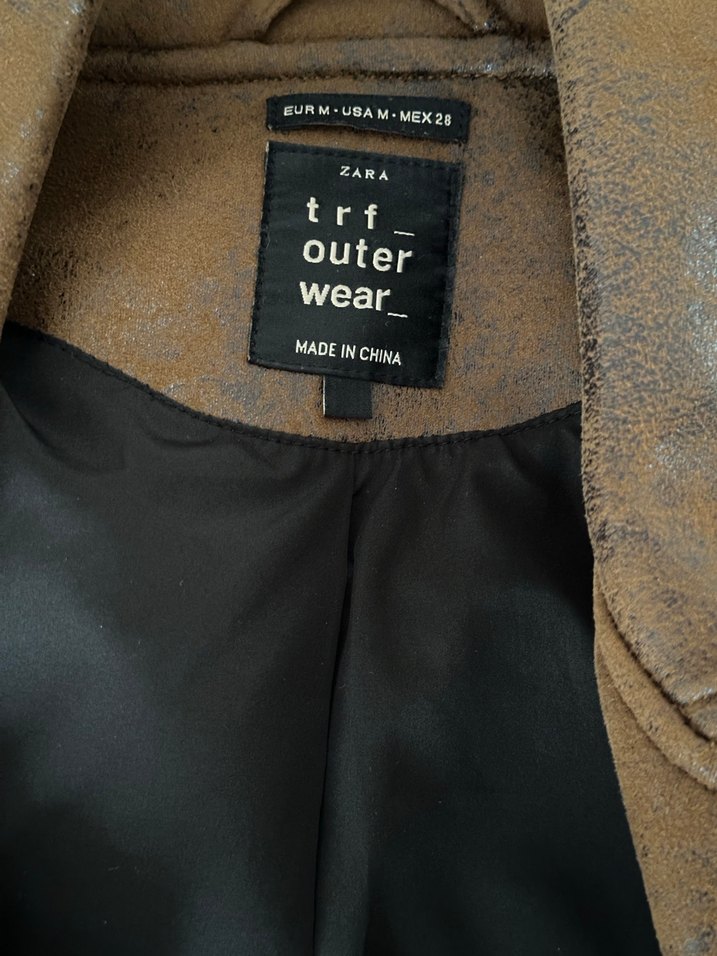 EUR M · USA M · MEX 28
ZARA
trf_
outer
wear_
MADE IN CHINA